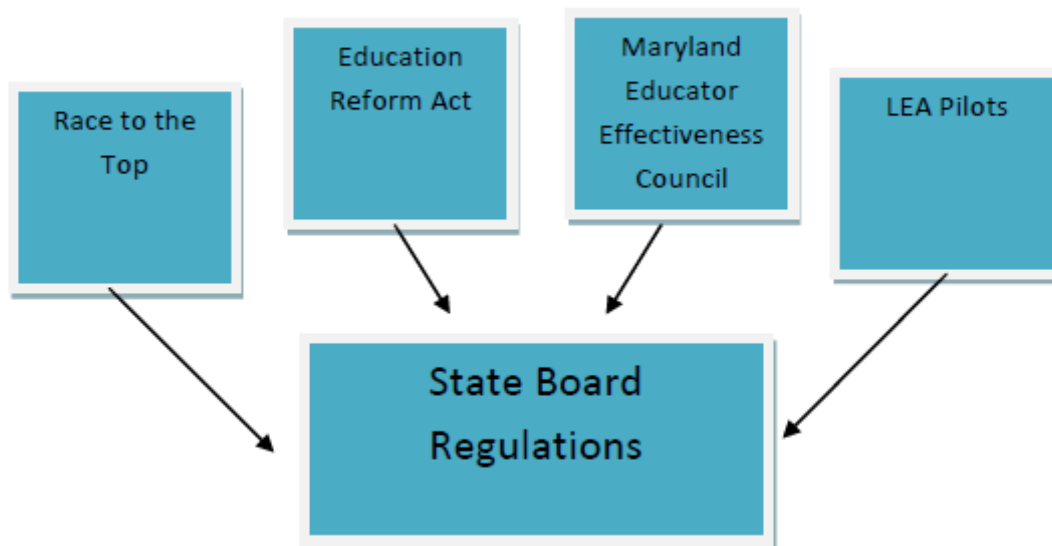 Race to the
Top
Education
Reform Act
Maryland
Educator
Effectiveness
Council
LEA Pilots
State Board
Regulations